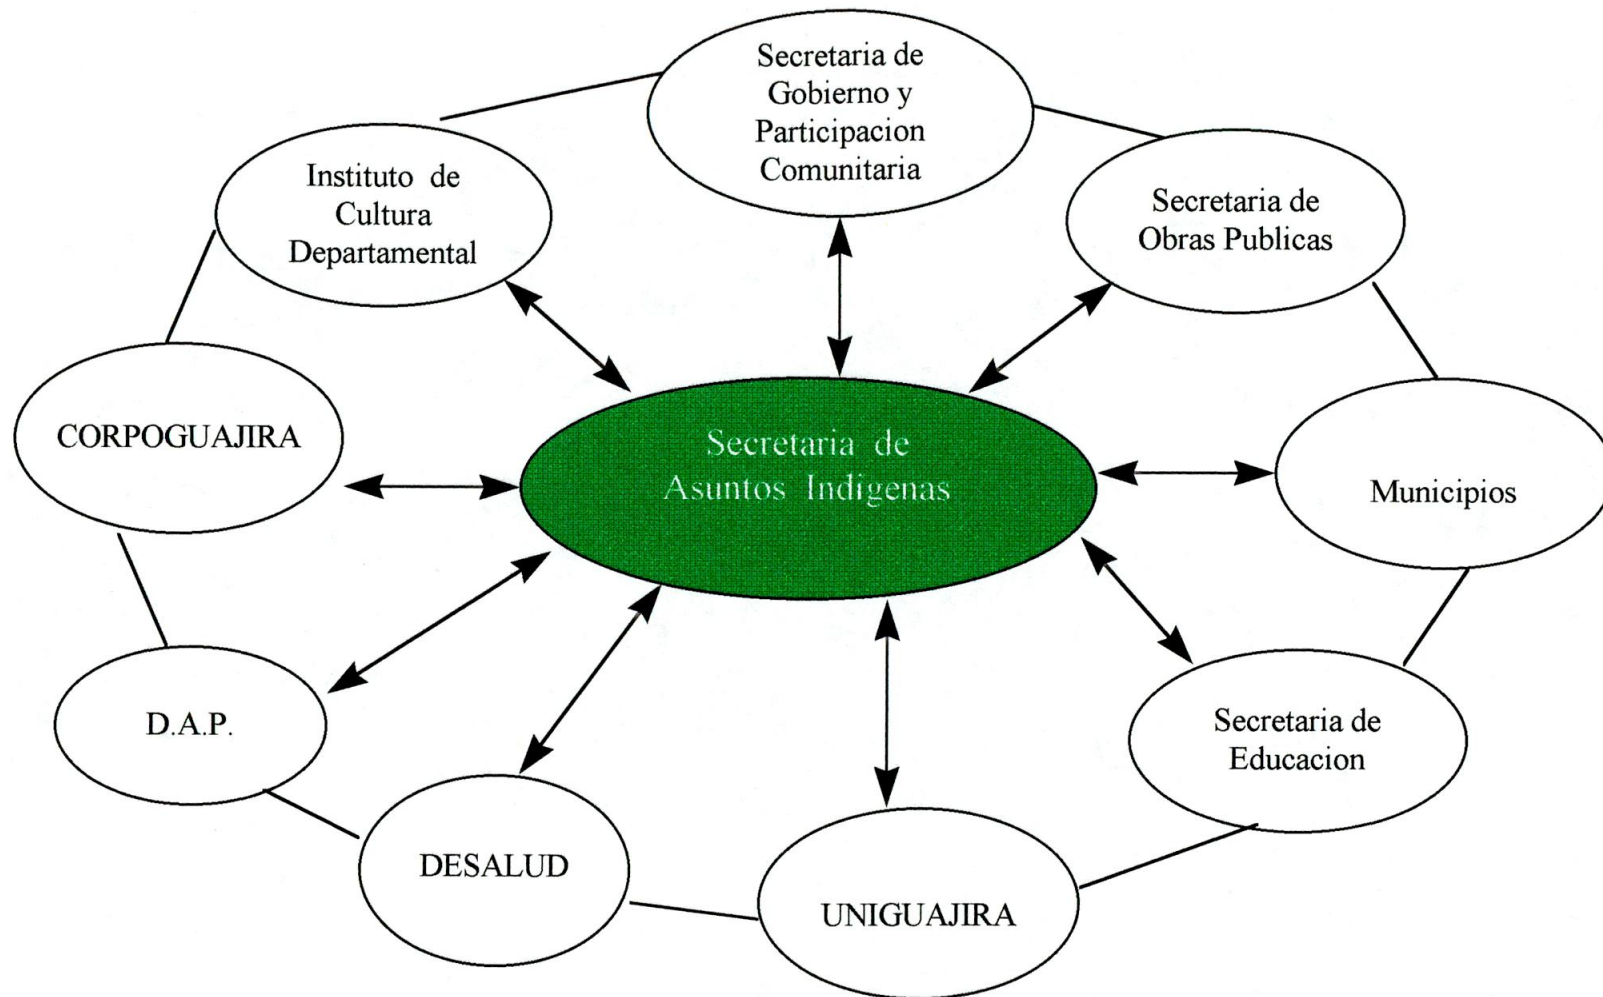 Secretaria de
Gobierno y
Participacion
Comunitaria
Instituto de
Cultura
Departamental
Secretaria de
Obras Publicas
CORPOGUAJIRA
Secretaria de
Asuntos Indigenas
Municipios
D.A.P.
Secretaria de
Educacion
DESALUD
UNIGUAJIRA